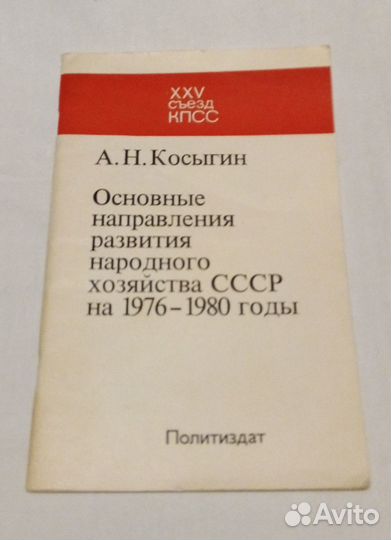 XXV
съезд
КПСС
А. Н. Косыгин
Основные
направления
развития
народного
хозяйства СССР
на 1976–1980 годы
Политиздат
Avito